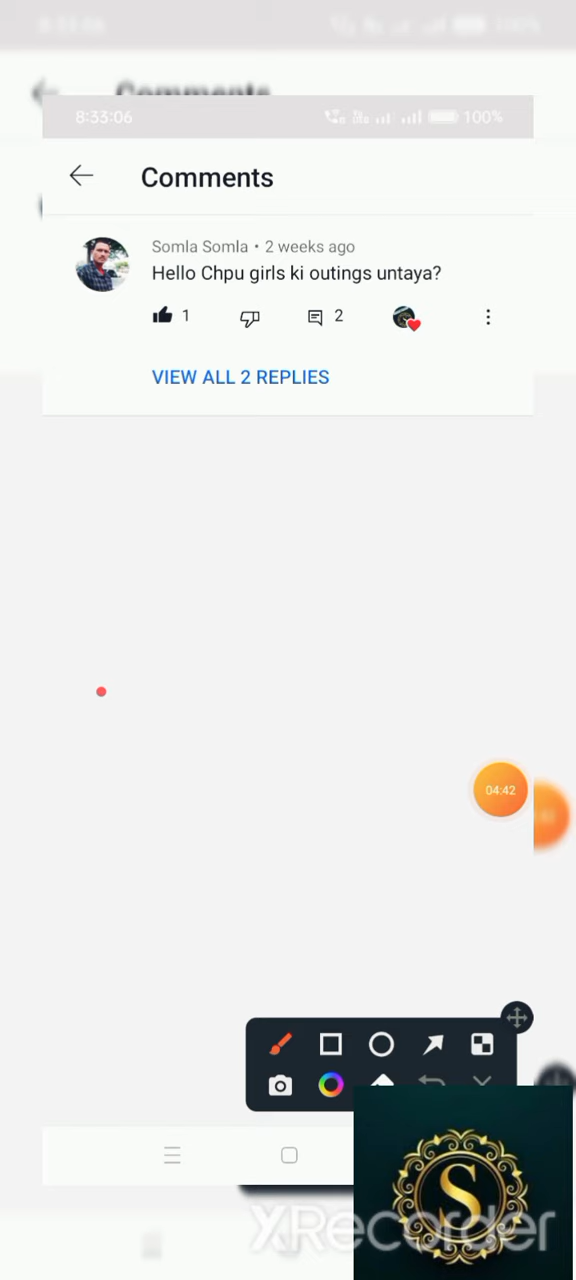 8:33:06
100%
Comments
Somla Somla • 2 weeks ago
Hello Chpu girls ki outings untaya?
1
2
VIEW ALL 2 REPLIES
04:42
S
XRecorder